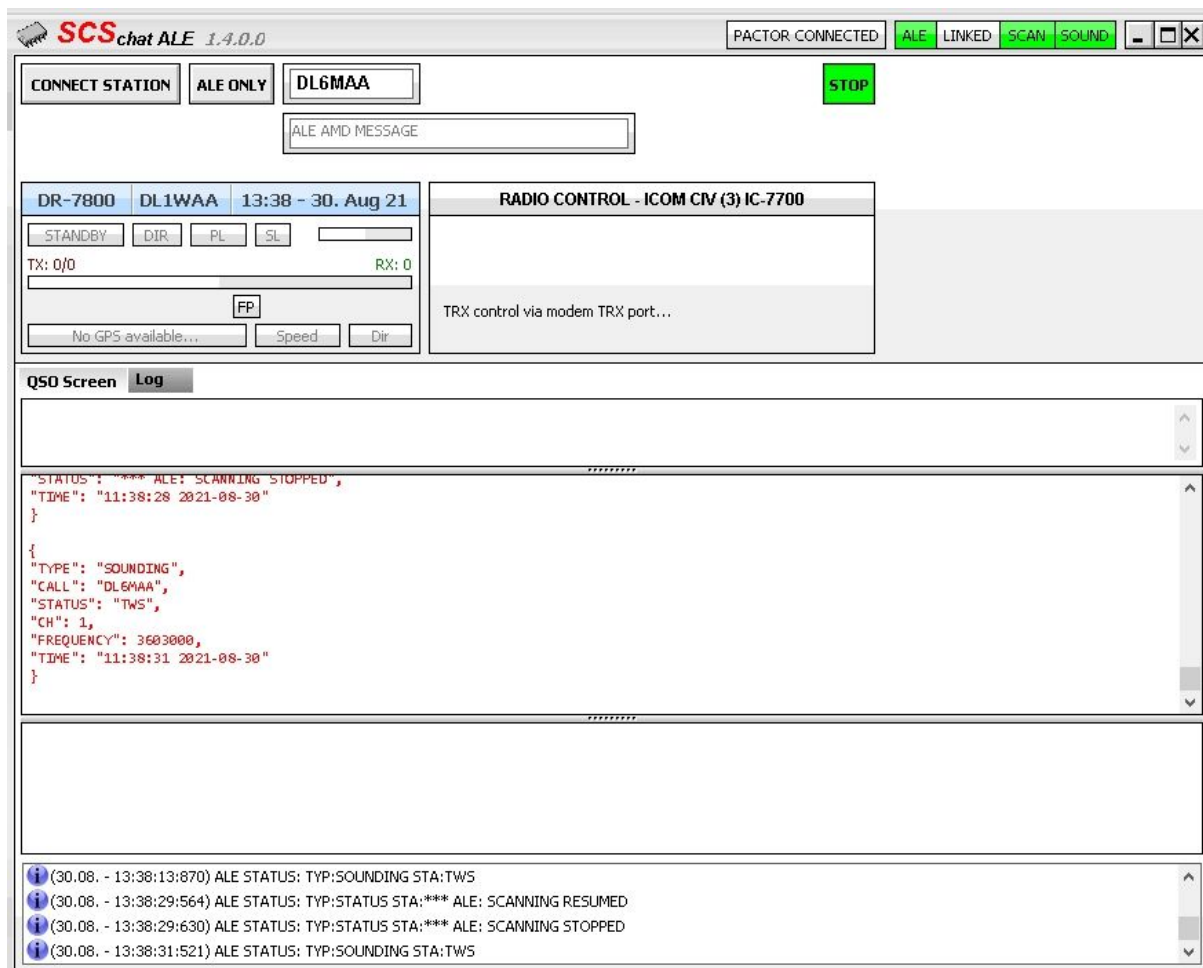 SCS chat ALE 1.4.0.0 PACTOR CONNECTED ALE LINKED SCAN SOUND
CONNECT STATION ALE ONLY DL6MAA STOP
ALE AMD MESSAGE
DR-7800 DL1WAA 13:38 - 30. Aug 21
STANDBY DIR PL SL
TX: 0/0 RX: 0
FP
No GPS available... Speed Dir
RADIO CONTROL - ICOM CIV (3) IC-7700
TRX control via modem TRX port...
QSO Screen Log
"STATUS": "*** ALE: SCANNING STOPPED",
"TIME": "11:38:28 2021-08-30"
}
{
"TYPE": "SOUNDING",
"CALL": "DL6MAA",
"STATUS": "TWS",
"CH": 1,
"FREQUENCY": 3603000,
"TIME": "11:38:31 2021-08-30"
}
(30.08. - 13:38:13:870) ALE STATUS: TYP:SOUNDING STA:TWS
(30.08. - 13:38:29:564) ALE STATUS: TYP:STATUS STA:*** ALE: SCANNING RESUMED
(30.08. - 13:38:29:630) ALE STATUS: TYP:STATUS STA:*** ALE: SCANNING STOPPED
(30.08. - 13:38:31:521) ALE STATUS: TYP:SOUNDING STA:TWS